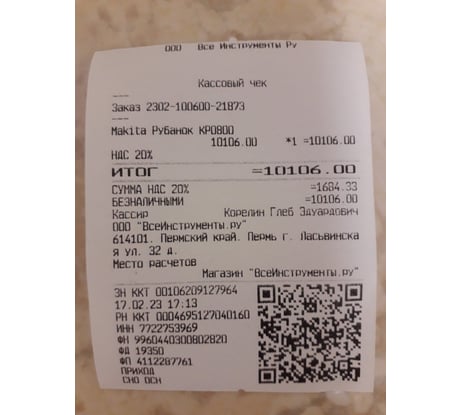 ООО Все Инструменты Ру
Кассовый чек
---
Заказ 2302-100600-21873
---
Makita Рубанок KP0800
10106.00 *1 =10106.00
НДС 20%
ИТОГ =10106.00
СУММА НДС 20% =1684.33
БЕЗНАЛИЧНЫМИ =10106.00
Кассир Корелин Глеб Эдуардович
ООО "ВсеИнструменты.ру"
614101. Пермский край. Пермь г. Ласьвинска
я ул. 32 д.
Место расчетов
Магазин "ВсеИнструменты.ру"
ЗН ККТ 00106209127964
17.02.23 17:13
РН ККТ 0004695127040160
ИНН 7722753969
ФН 9960440300802820
ФД 19350
ФП 4112287761
ПРИХОД
СНО ОСН